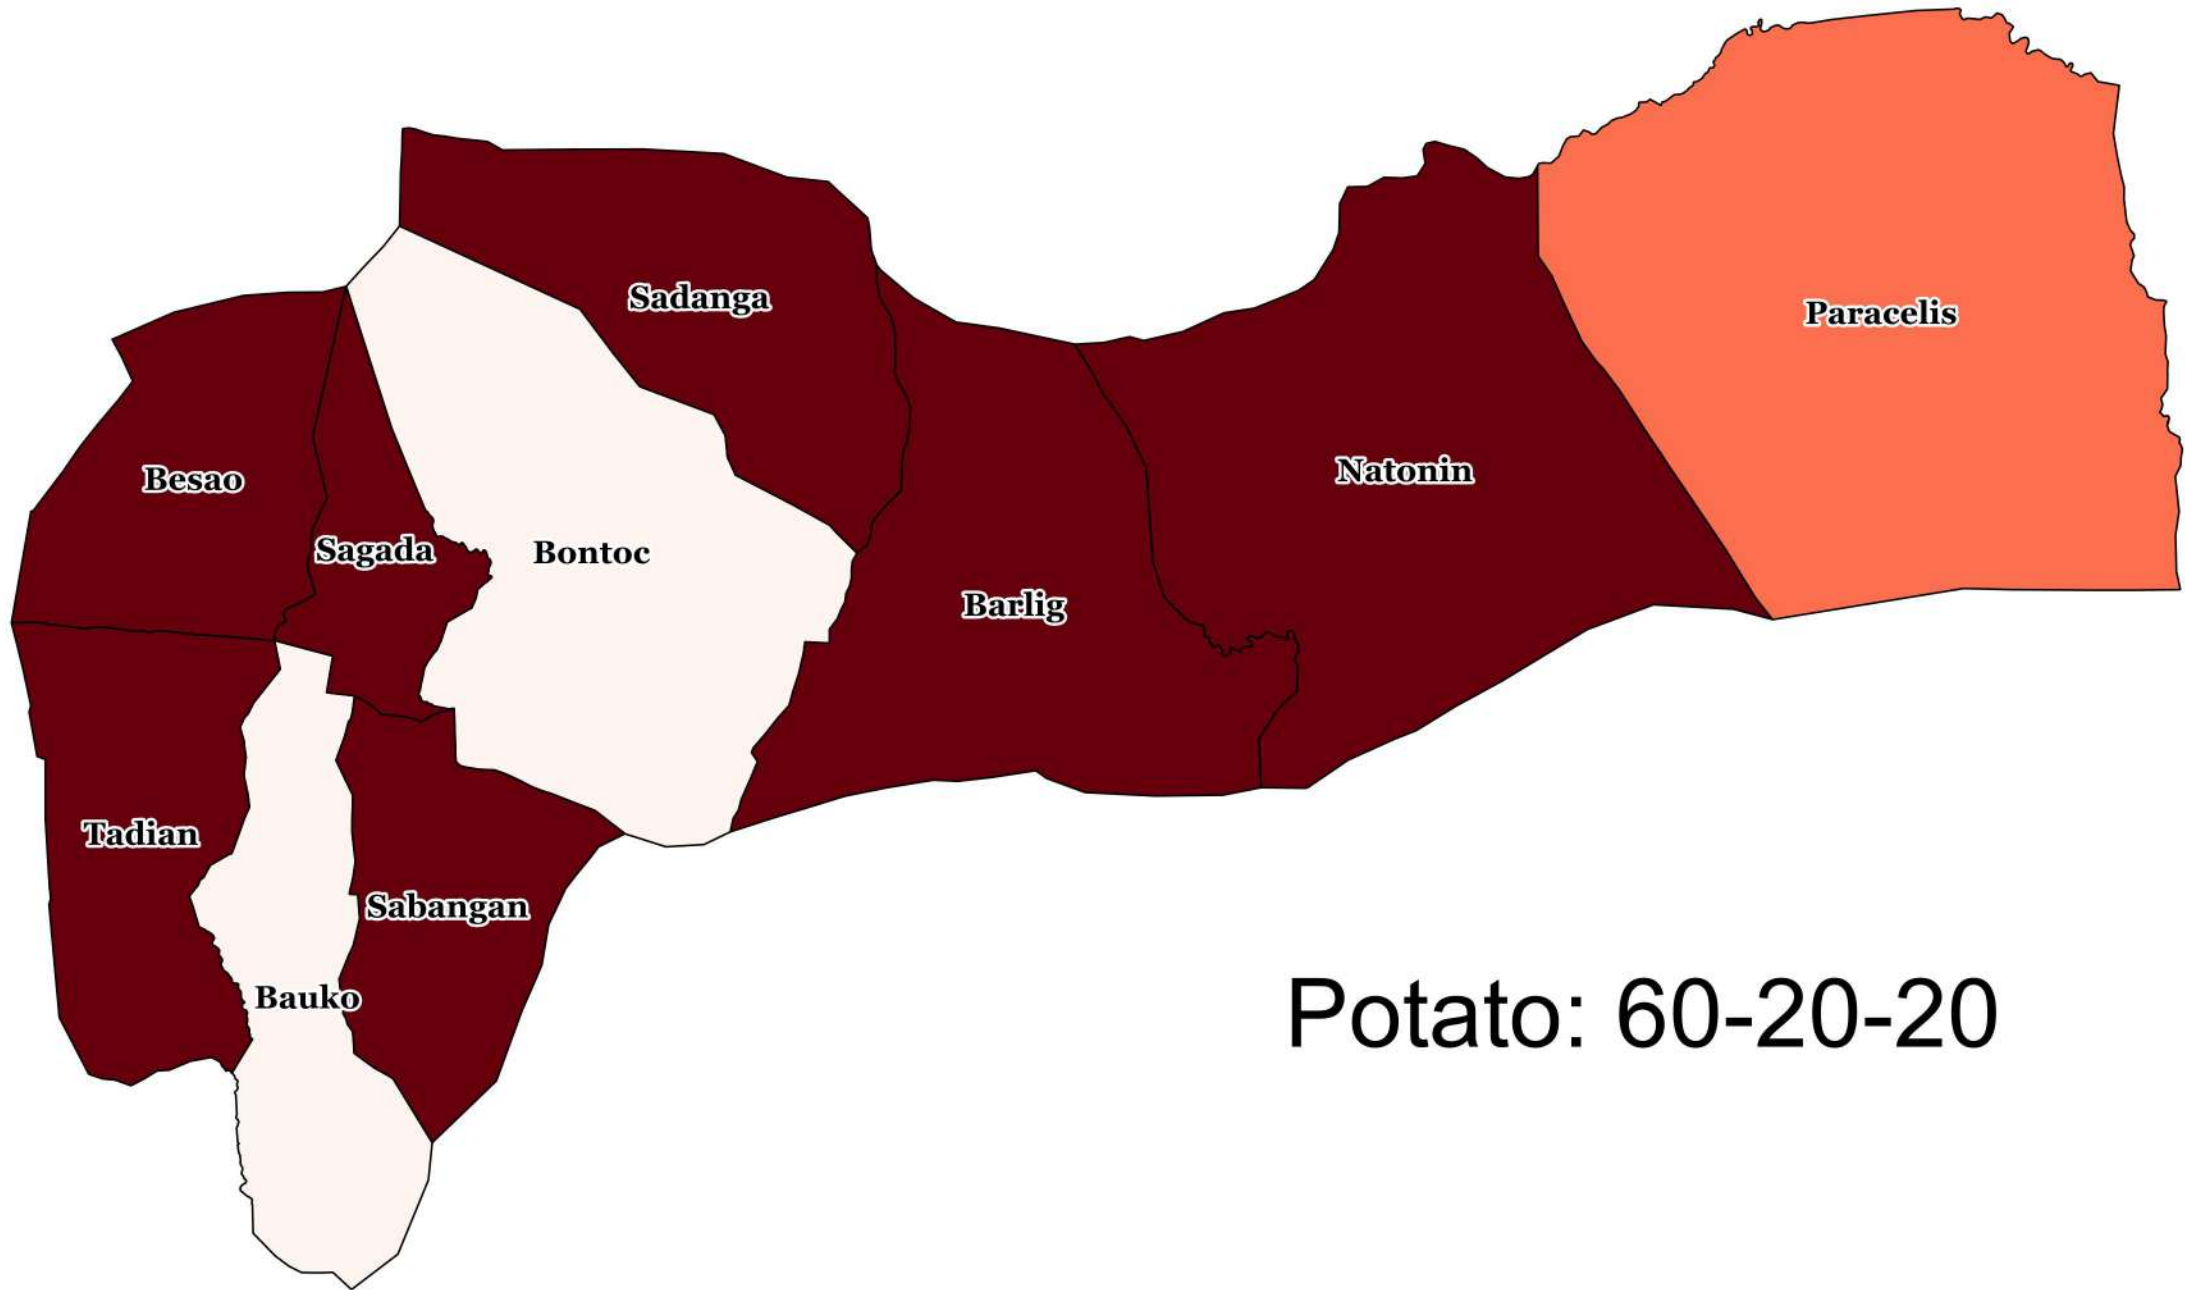 Sadanga
Paracelis
Natonin
Besao
Sagada
Bontoc
Barlig
Tadian
Sabangan
Bauko
Potato: 60-20-20